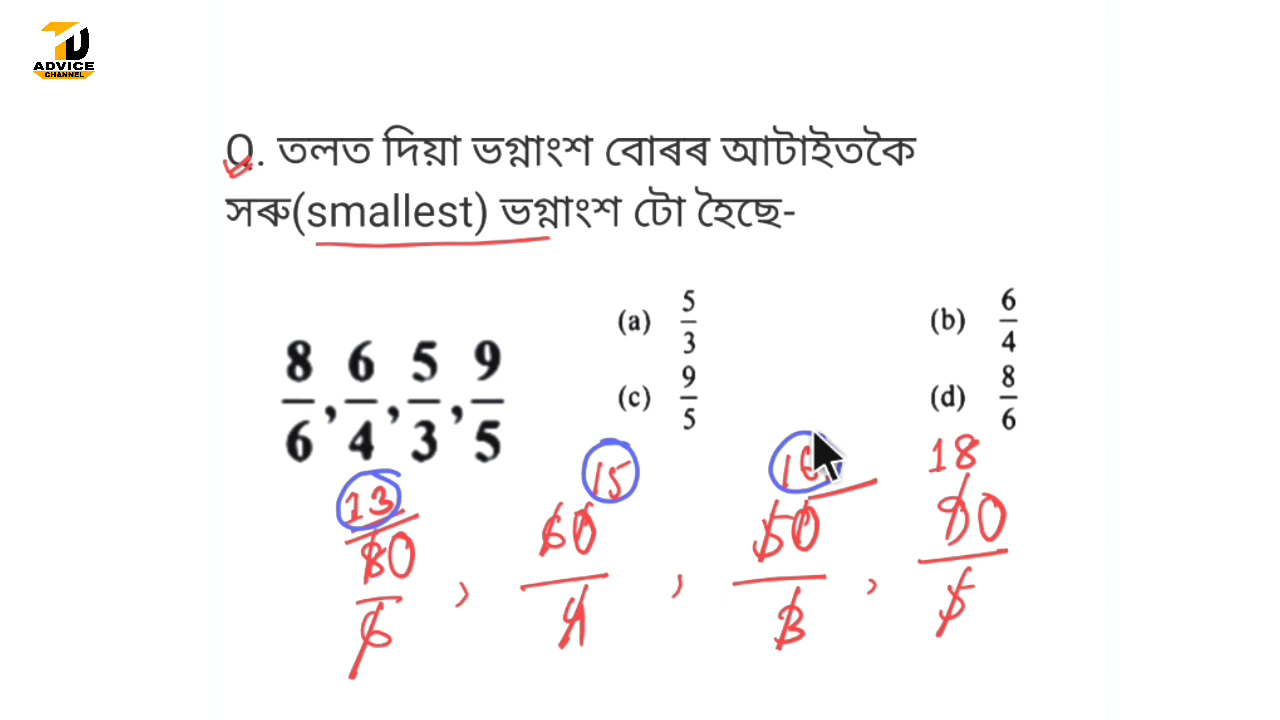 TD
ADVICE
CHANNEL
Q. তলত দিয়া ভগ্নাংশ বোৰৰ আটাইতকৈ
সৰু(smallest) ভগ্নাংশ টো হৈছে-
8/6, 6/4, 5/3, 9/5
(a) 5/3 (b) 6/4
(c) 9/5 (d) 8/6
13 15 18
80/6, 60/4, 50/3, 90/5